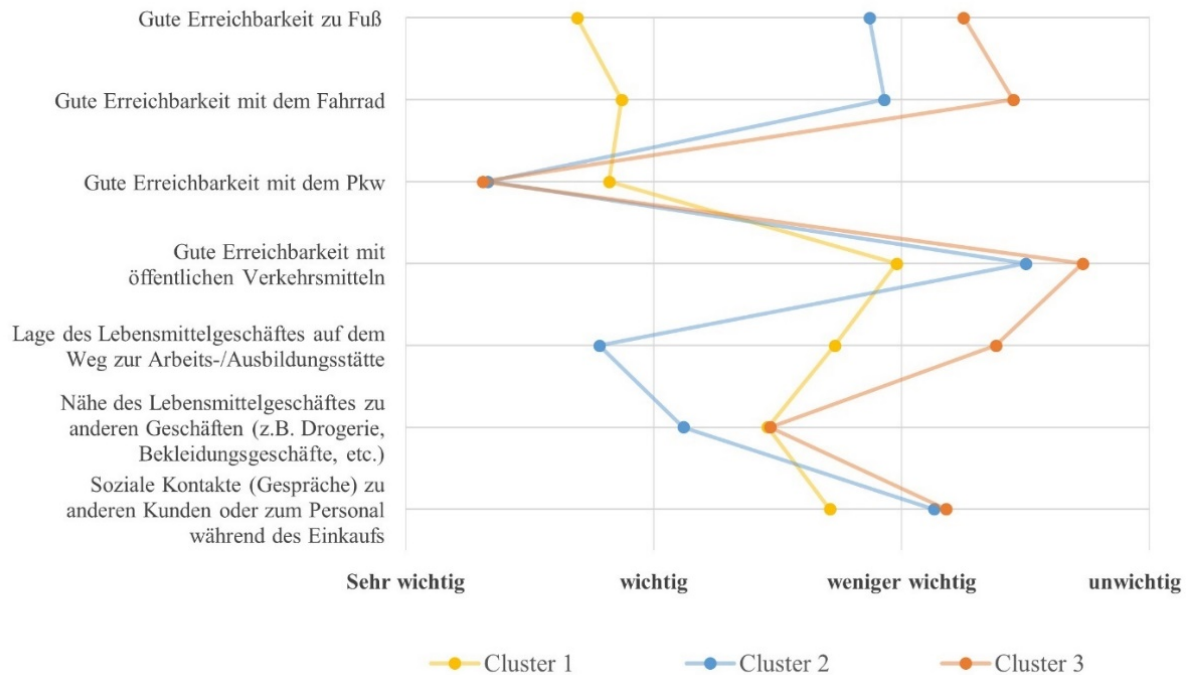 Gute Erreichbarkeit zu Fuß
Gute Erreichbarkeit mit dem Fahrrad
Gute Erreichbarkeit mit dem Pkw
Gute Erreichbarkeit mit
öffentlichen Verkehrsmitteln
Lage des Lebensmittelgeschäftes auf dem
Weg zur Arbeits-/Ausbildungsstätte
Nähe des Lebensmittelgeschäftes zu
anderen Geschäften (z.B. Drogerie,
Bekleidungsgeschäfte, etc.)
Soziale Kontakte (Gespräche) zu
anderen Kunden oder zum Personal
während des Einkaufs
Sehr wichtig wichtig weniger wichtig unwichtig
Cluster 1 Cluster 2 Cluster 3